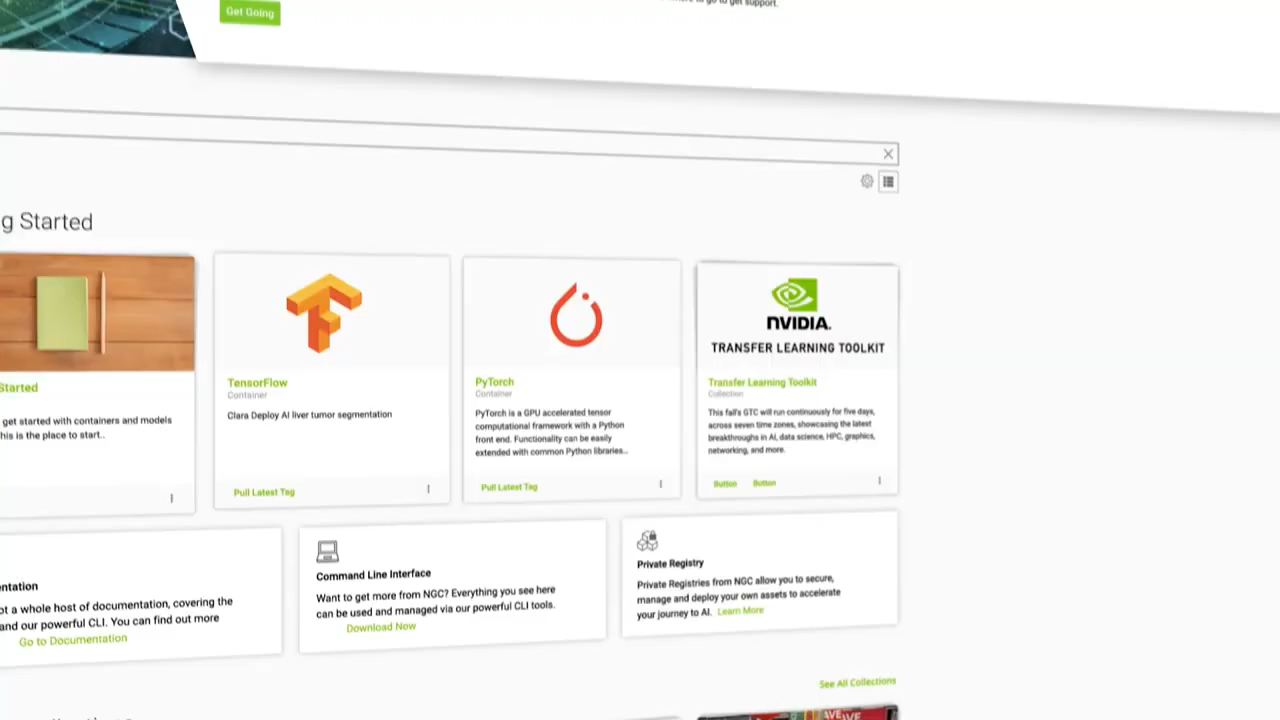 to go to get support.
Get Going
g Started
NVIDIA.
TRANSFER LEARNING TOOLKIT
Started
get started with containers and models
his is the place to start..
TensorFlow
Container
Clara Deploy AI liver tumor segmentation
Pull Latest Tag
PyTorch
Container
PyTorch is a GPU accelerated tensor
computational framework with a Python
front end. Functionality can be easily
extended with common Python libraries...
Pull Latest Tag
Transfer Learning Toolkit
Collection
This fall's GTC will run continuously for five days,
across seven time zones, showcasing the latest
breakthroughs in AI, data science, HPC, graphics,
networking, and more.
Button Button
ntation
ot a whole host of documentation, covering the
and our powerful CLI. You can find out more
Go to Documentation
Command Line Interface
Want to get more from NGC? Everything you see here
can be used and managed via our powerful CLI tools.
Download Now
Private Registry
Private Registries from NGC allow you to secure,
manage and deploy your own assets to accelerate
your journey to AI. Learn More
See All Collections